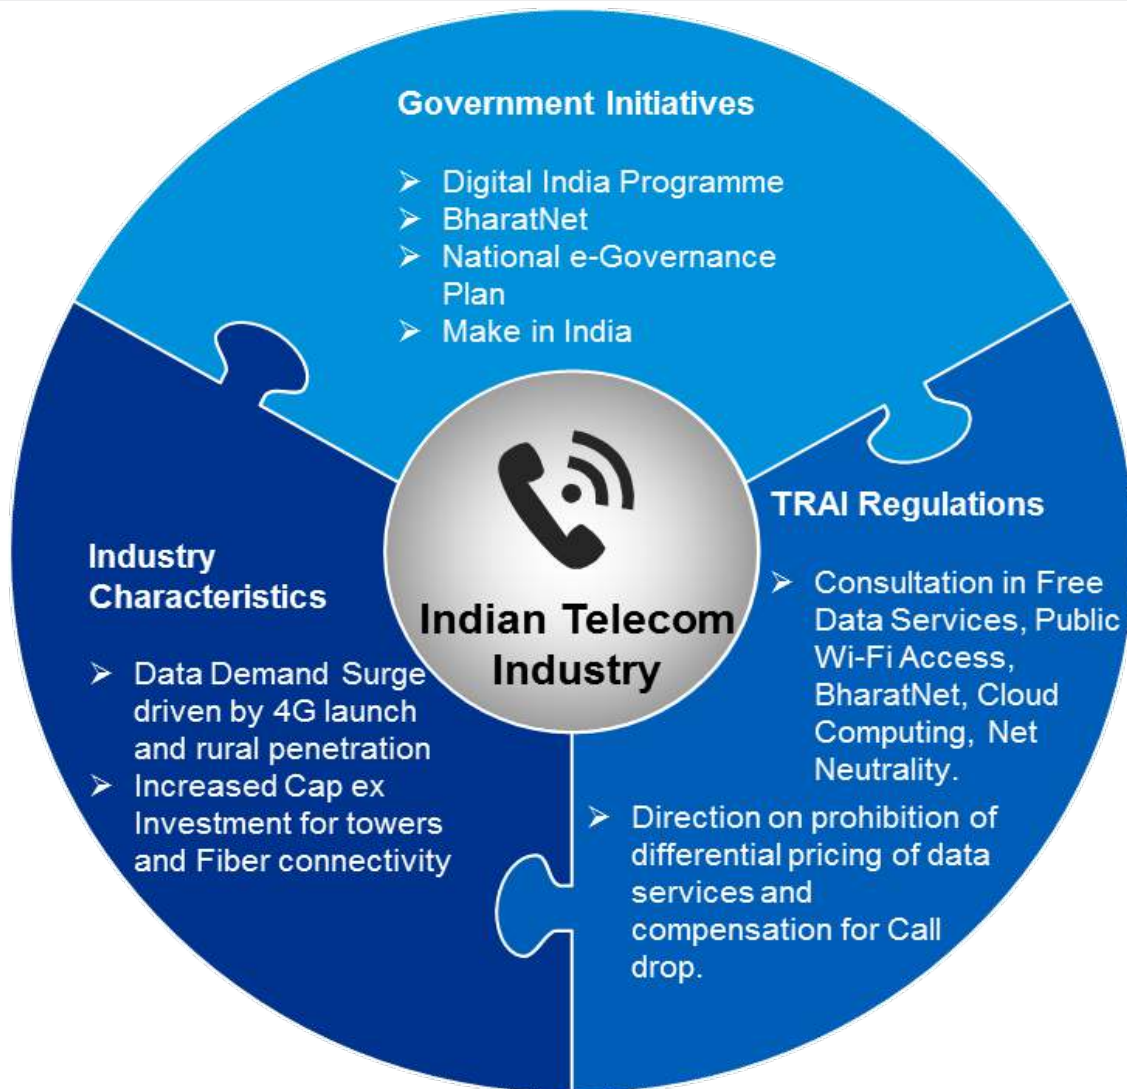 Government Initiatives
➢ Digital India Programme
➢ BharatNet
➢ National e-Governance
Plan
➢ Make in India
TRAI Regulations
➢ Consultation in Free
Data Services, Public
Wi-Fi Access,
BharatNet, Cloud
Computing, Net
Neutrality.
➢ Direction on prohibition of
differential pricing of data
services and
compensation for Call
drop.
Industry
Characteristics
➢ Data Demand Surge
driven by 4G launch
and rural penetration
➢ Increased Cap ex
Investment for towers
and Fiber connectivity
Indian Telecom
Industry